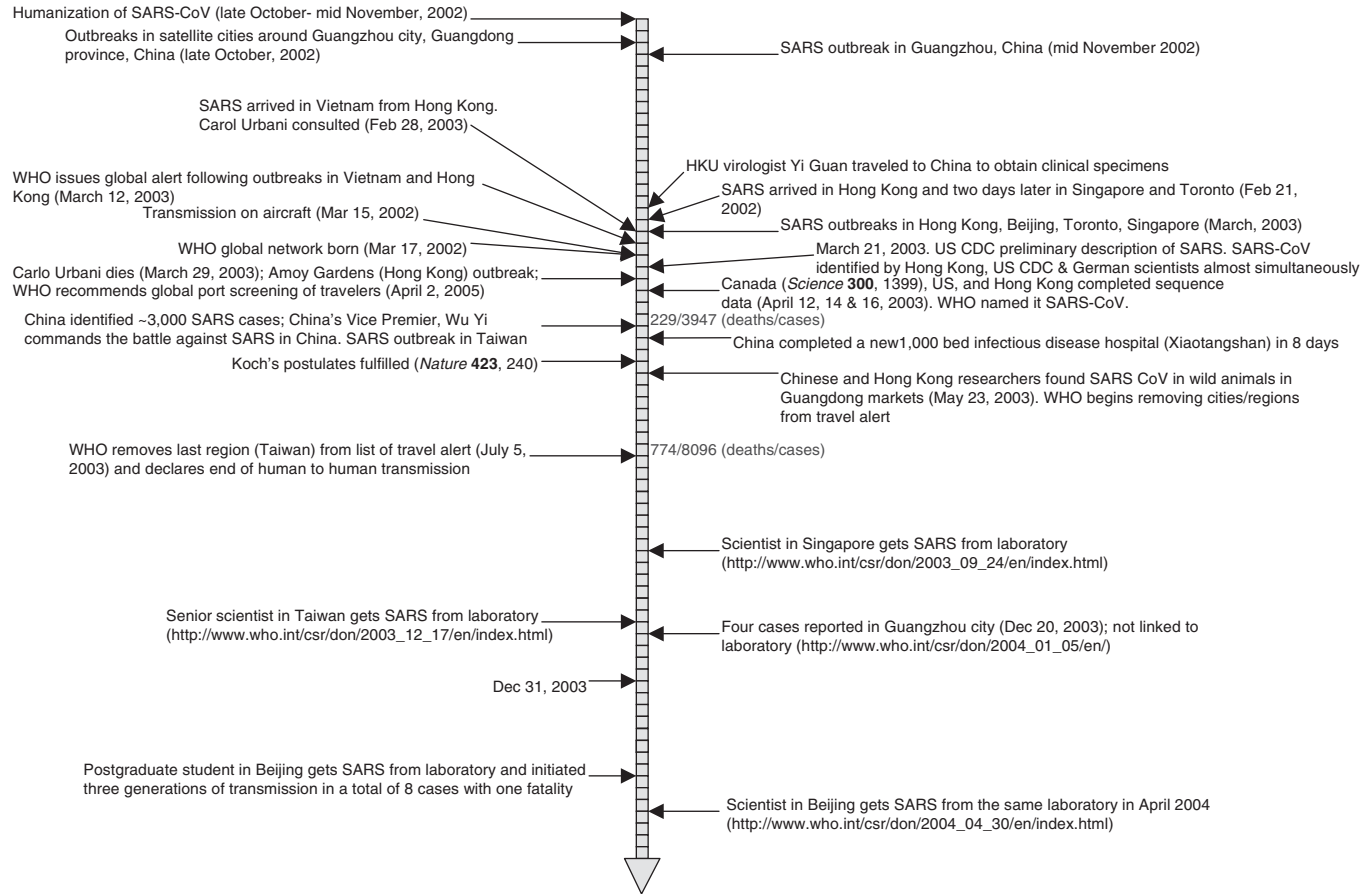 Humanization of SARS-CoV (late October- mid November, 2002)
Outbreaks in satellite cities around Guangzhou city, Guangdong
province, China (late October, 2002)
SARS outbreak in Guangzhou, China (mid November 2002)
SARS arrived in Vietnam from Hong Kong.
Carol Urbani consulted (Feb 28, 2003)
HKU virologist Yi Guan traveled to China to obtain clinical specimens
WHO issues global alert following outbreaks in Vietnam and Hong
Kong (March 12, 2003)
SARS arrived in Hong Kong and two days later in Singapore and Toronto (Feb 21,
2002)
Transmission on aircraft (Mar 15, 2002)
SARS outbreaks in Hong Kong, Beijing, Toronto, Singapore (March, 2003)
WHO global network born (Mar 17, 2002)
March 21, 2003. US CDC preliminary description of SARS. SARS-CoV
identified by Hong Kong, US CDC & German scientists almost simultaneously
Carlo Urbani dies (March 29, 2003); Amoy Gardens (Hong Kong) outbreak;
WHO recommends global port screening of travelers (April 2, 2005)
Canada (Science 300, 1399), US, and Hong Kong completed sequence
data (April 12, 14 & 16, 2003). WHO named it SARS-CoV.
China identified ~3,000 SARS cases; China's Vice Premier, Wu Yi
commands the battle against SARS in China. SARS outbreak in Taiwan
229/3947 (deaths/cases)
China completed a new1,000 bed infectious disease hospital (Xiaotangshan) in 8 days
Koch's postulates fulfilled (Nature 423, 240)
Chinese and Hong Kong researchers found SARS CoV in wild animals in
Guangdong markets (May 23, 2003). WHO begins removing cities/regions
from travel alert
WHO removes last region (Taiwan) from list of travel alert (July 5,
2003) and declares end of human to human transmission
774/8096 (deaths/cases)
Scientist in Singapore gets SARS from laboratory
(http://www.who.int/csr/don/2003_09_24/en/index.html)
Senior scientist in Taiwan gets SARS from laboratory
(http://www.who.int/csr/don/2003_12_17/en/index.html)
Four cases reported in Guangzhou city (Dec 20, 2003); not linked to
laboratory (http://www.who.int/csr/don/2004_01_05/en/)
Dec 31, 2003
Postgraduate student in Beijing gets SARS from laboratory and initiated
three generations of transmission in a total of 8 cases with one fatality
Scientist in Beijing gets SARS from the same laboratory in April 2004
(http://www.who.int/csr/don/2004_04_30/en/index.html)